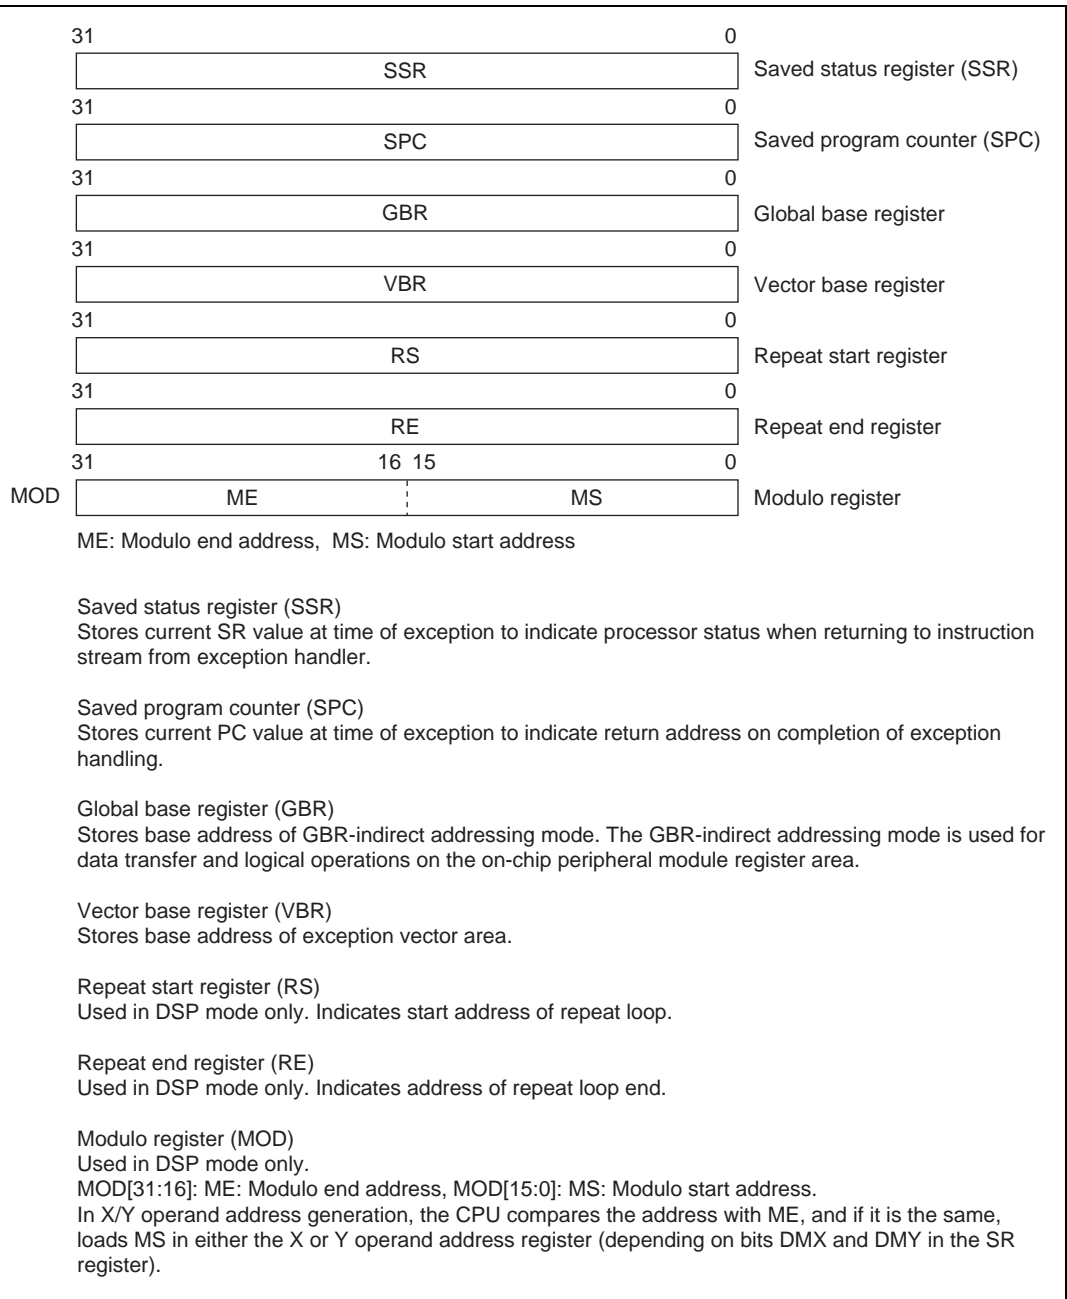 31 0
SSR Saved status register (SSR)
31 0
SPC Saved program counter (SPC)
31 0
GBR Global base register
31 0
VBR Vector base register
31 0
RS Repeat start register
31 0
RE Repeat end register
31 16 15 0
MOD ME MS Modulo register
ME: Modulo end address, MS: Modulo start address
Saved status register (SSR)
Stores current SR value at time of exception to indicate processor status when returning to instruction
stream from exception handler.
Saved program counter (SPC)
Stores current PC value at time of exception to indicate return address on completion of exception
handling.
Global base register (GBR)
Stores base address of GBR-indirect addressing mode. The GBR-indirect addressing mode is used for
data transfer and logical operations on the on-chip peripheral module register area.
Vector base register (VBR)
Stores base address of exception vector area.
Repeat start register (RS)
Used in DSP mode only. Indicates start address of repeat loop.
Repeat end register (RE)
Used in DSP mode only. Indicates address of repeat loop end.
Modulo register (MOD)
Used in DSP mode only.
MOD[31:16]: ME: Modulo end address, MOD[15:0]: MS: Modulo start address.
In X/Y operand address generation, the CPU compares the address with ME, and if it is the same,
loads MS in either the X or Y operand address register (depending on bits DMX and DMY in the SR
register).